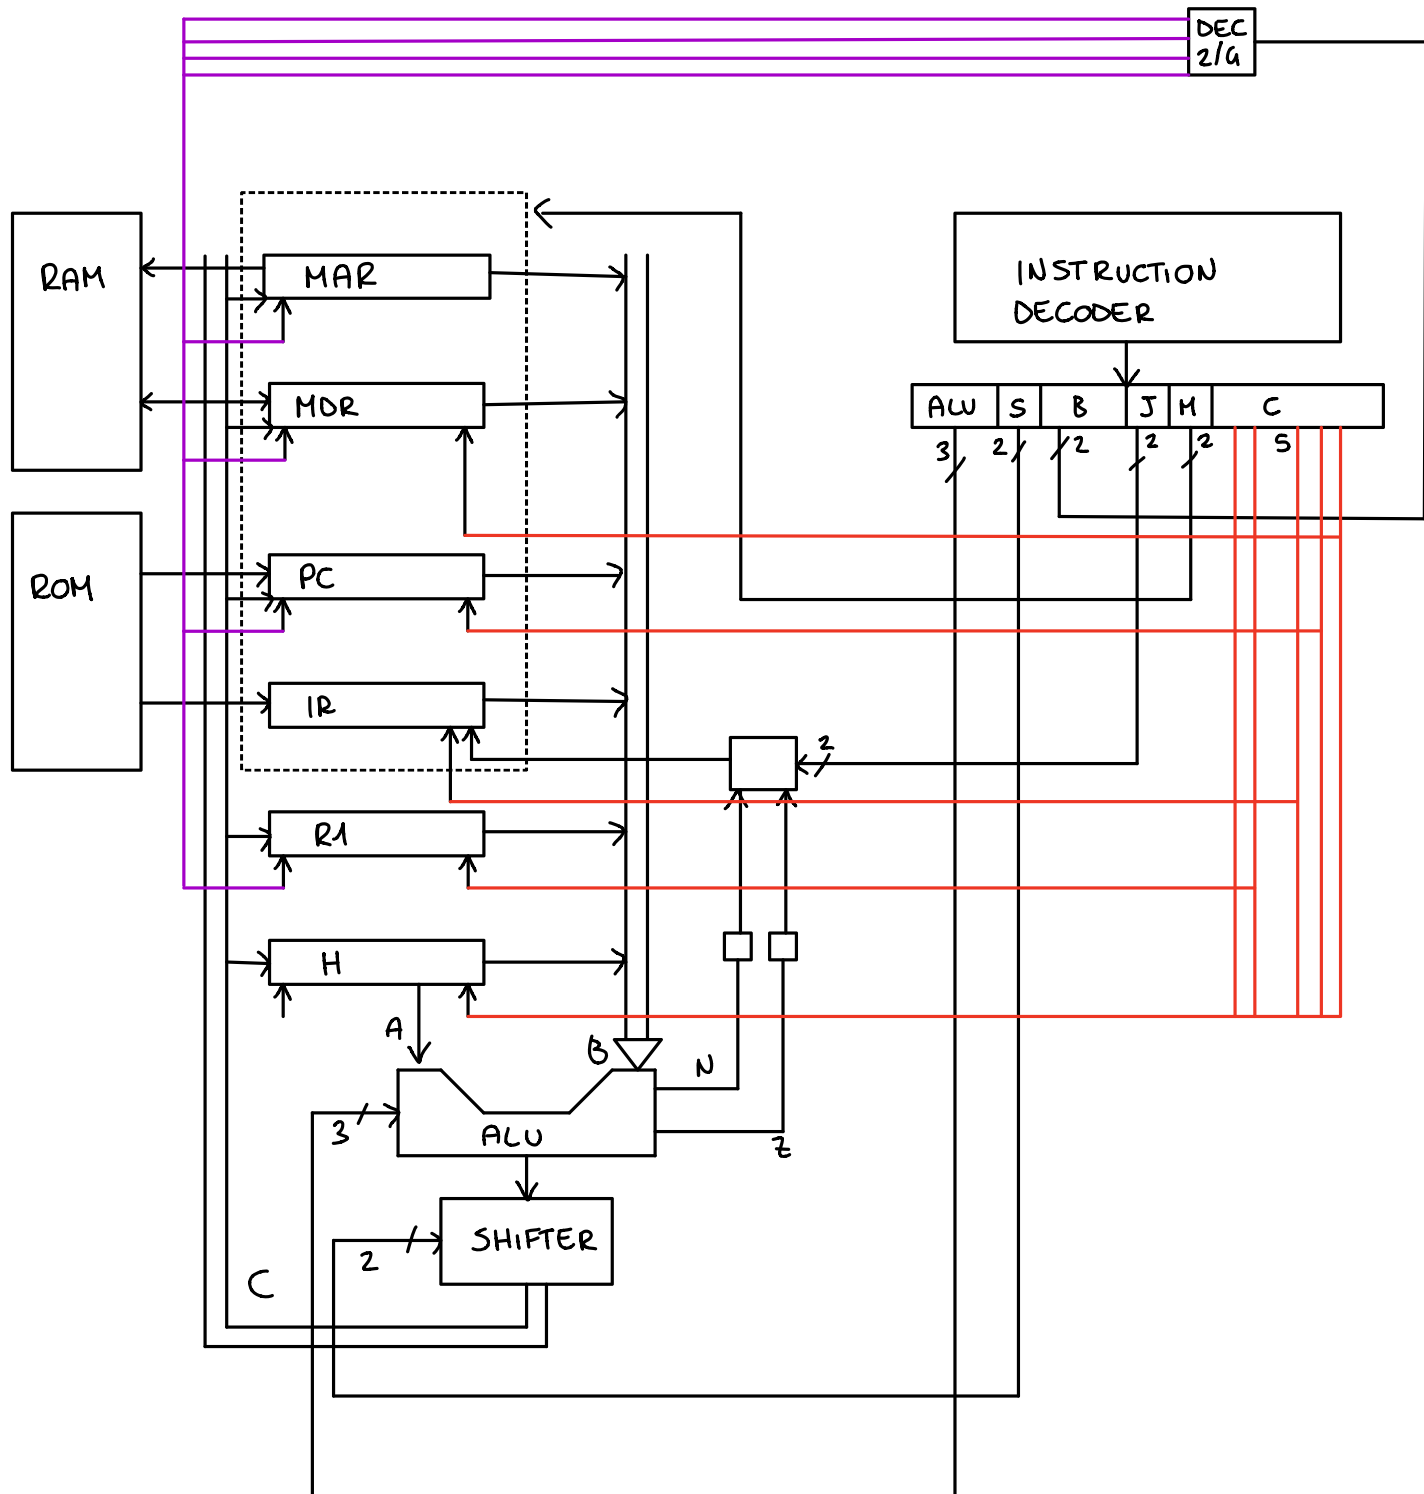 DEC
2/4
RAM
MAR
INSTRUCTION
DECODER
MDR
ALU S B J M C
3 2 2 2 2 5
ROM
PC
IR
2
R1
H
A
B
N
3
ALU
Z
SHIFTER
2
C